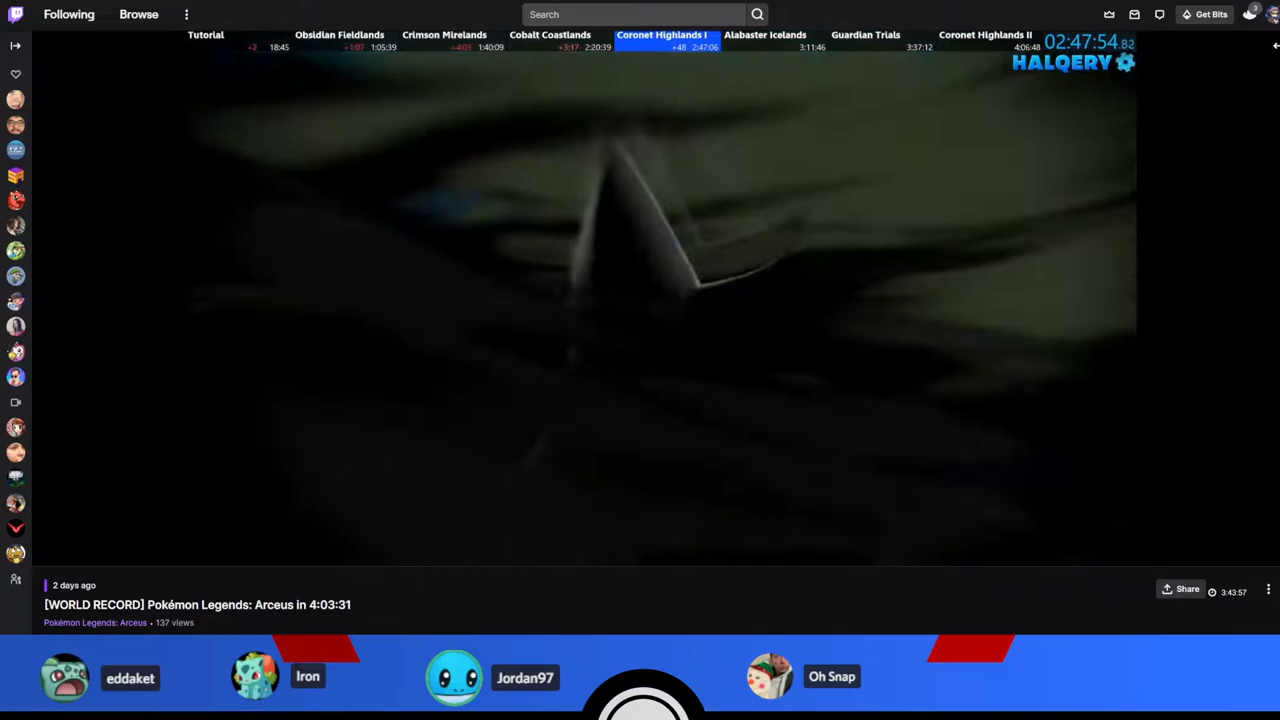 Following Browse Search Get Bits 3
Tutorial Obsidian Fieldlands Crimson Mirelands Cobalt Coastlands Coronet Highlands I Alabaster Icelands Guardian Trials Coronet Highlands II 02:47:54.82
+2 18:45 +1:07 1:05:39 +4:03 1:40:09 +3:17 2:20:39 +48 2:47:06 3:11:46 3:37:12 4:06:48
HALQERY
2 days ago
Share 3:43:57
[WORLD RECORD] Pokémon Legends: Arceus in 4:03:31
Pokémon Legends: Arceus • 137 views
eddaket Iron Jordan97 Oh Snap